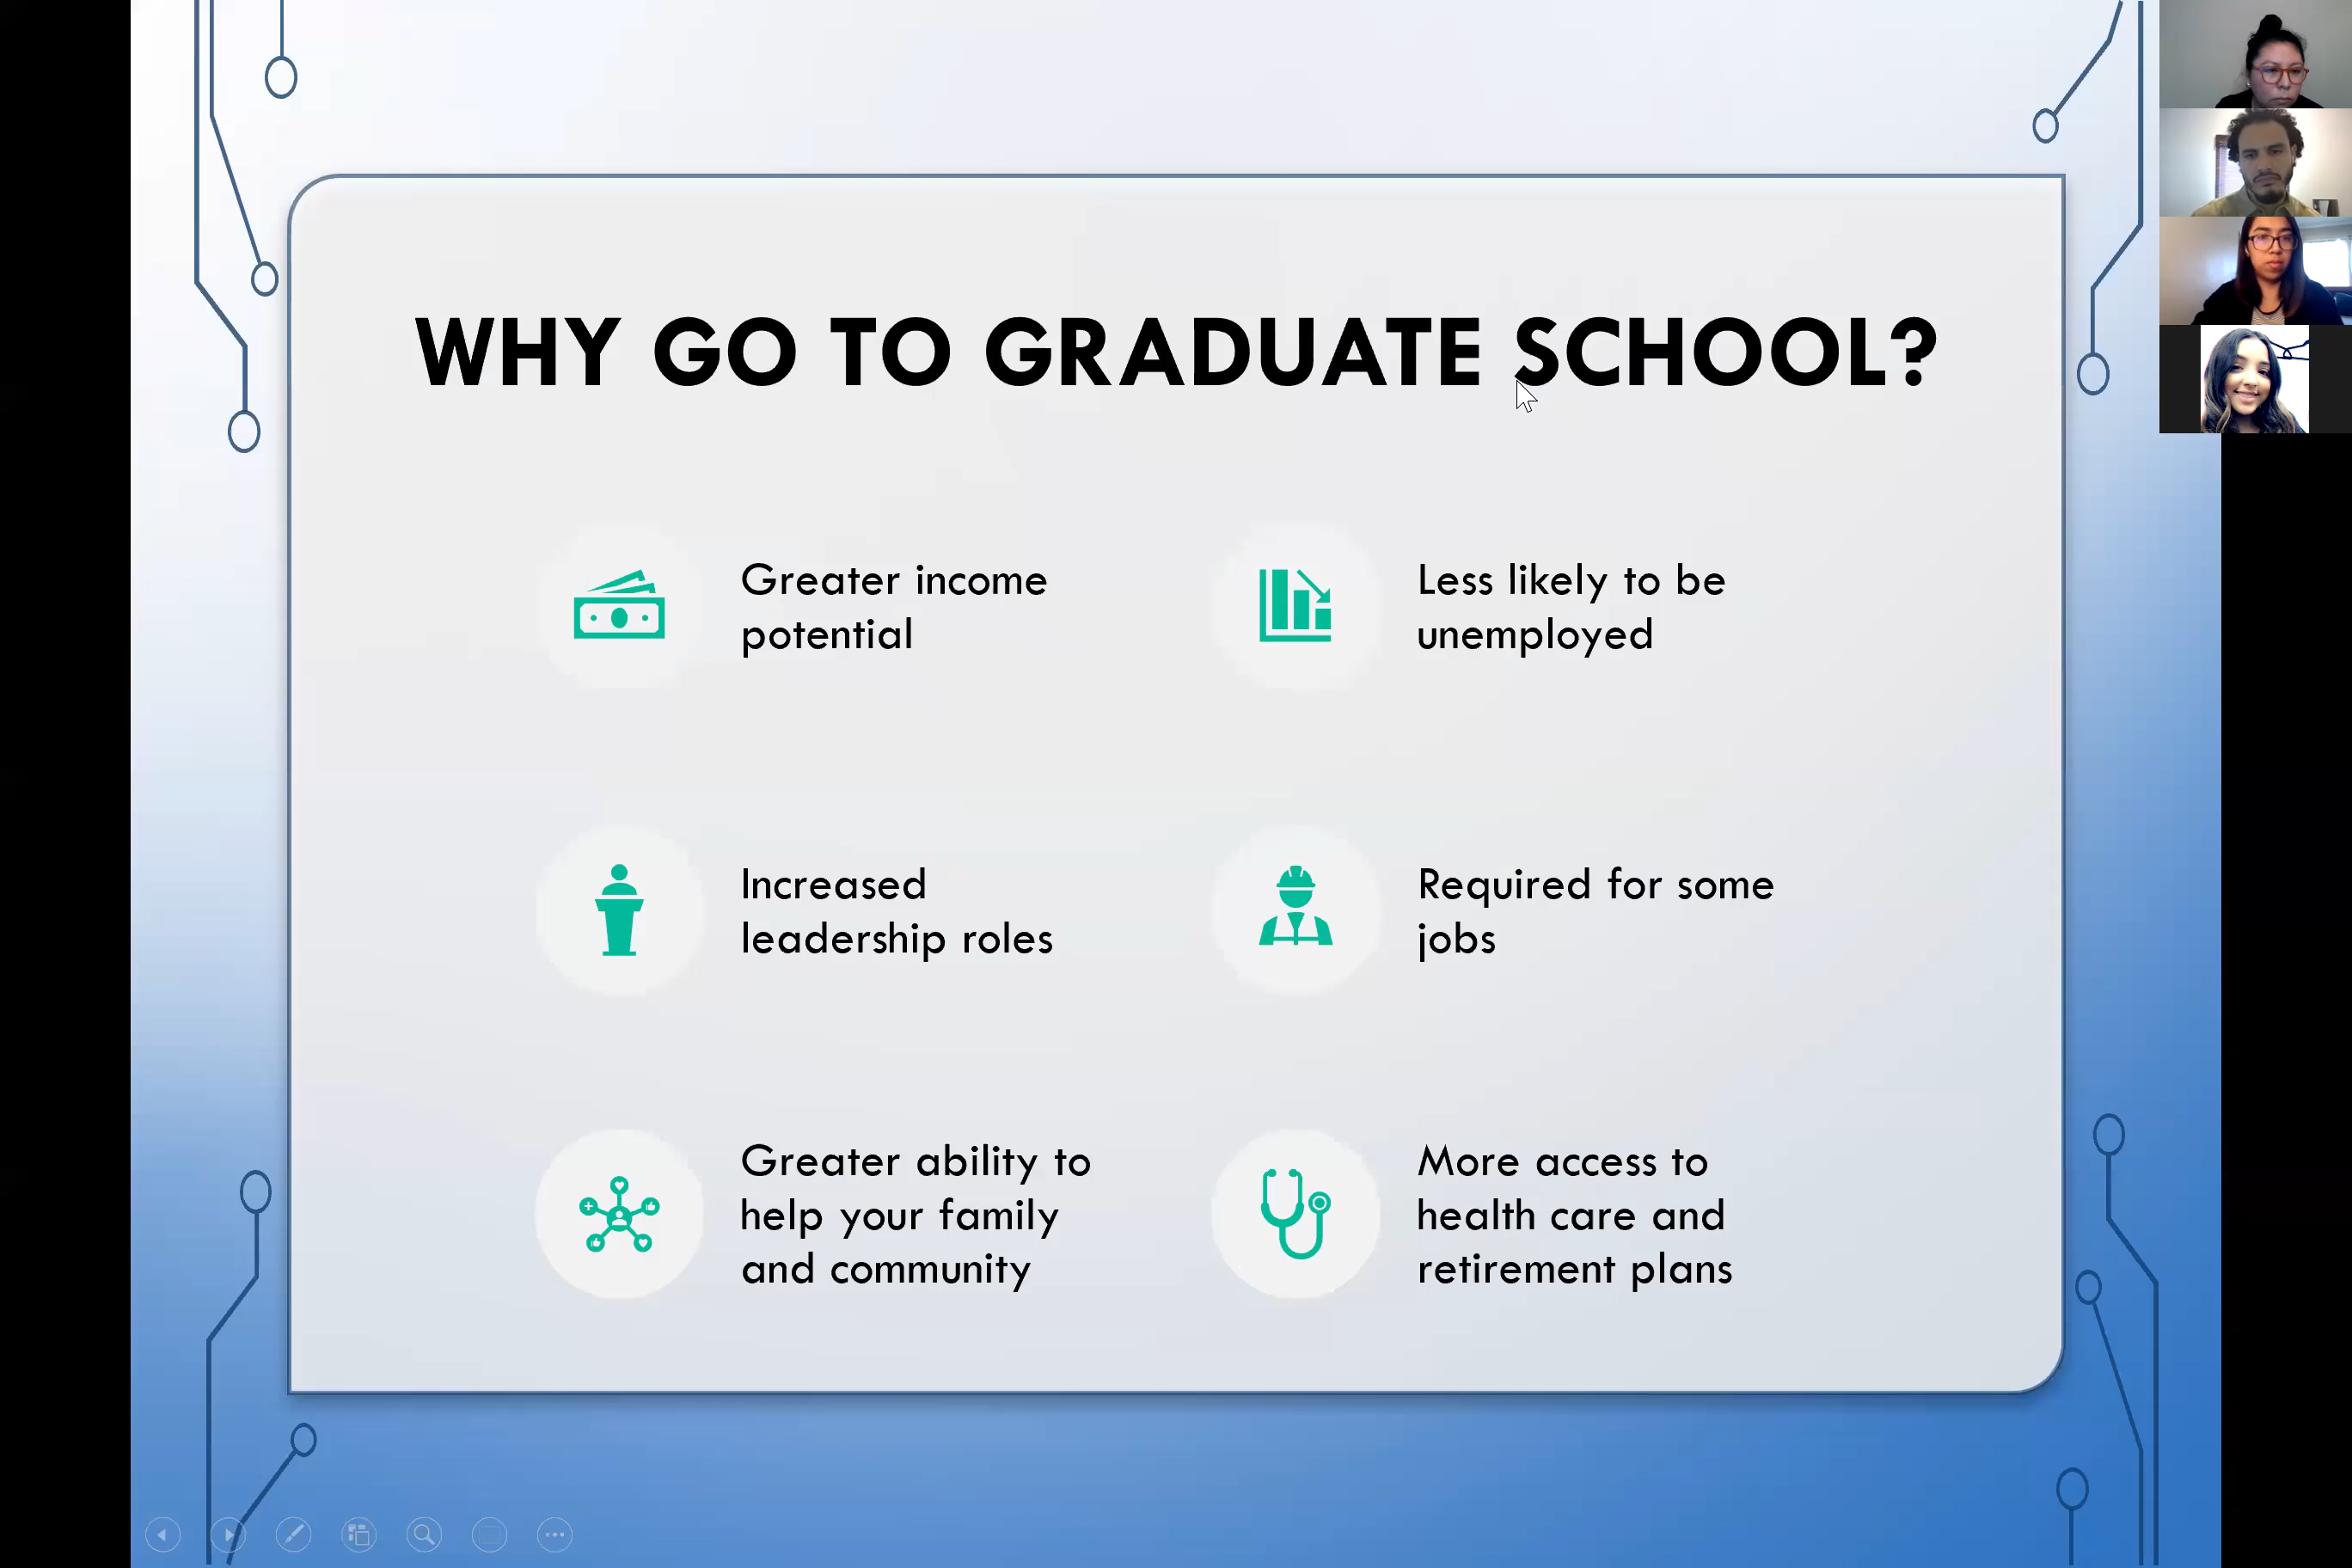 WHY GO TO GRADUATE SCHOOL?
Greater income
potential
Less likely to be
unemployed
Increased
leadership roles
Required for some
jobs
Greater ability to
help your family
and community
More access to
health care and
retirement plans